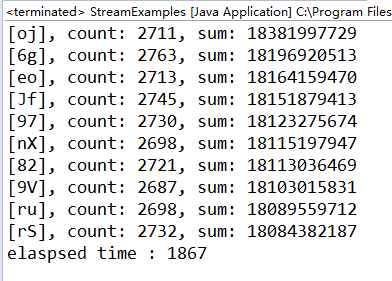 <terminated> StreamExamples [Java Application] C:\Program Files
[oj], count: 2711, sum: 18381997729
[6g], count: 2763, sum: 18196920513
[eo], count: 2713, sum: 18164159470
[Jf], count: 2745, sum: 18151879413
[97], count: 2730, sum: 18123275674
[nX], count: 2698, sum: 18115197947
[82], count: 2721, sum: 18113036469
[9V], count: 2687, sum: 18103015831
[ru], count: 2698, sum: 18089559712
[rS], count: 2732, sum: 18084382187
elaspsed time : 1867